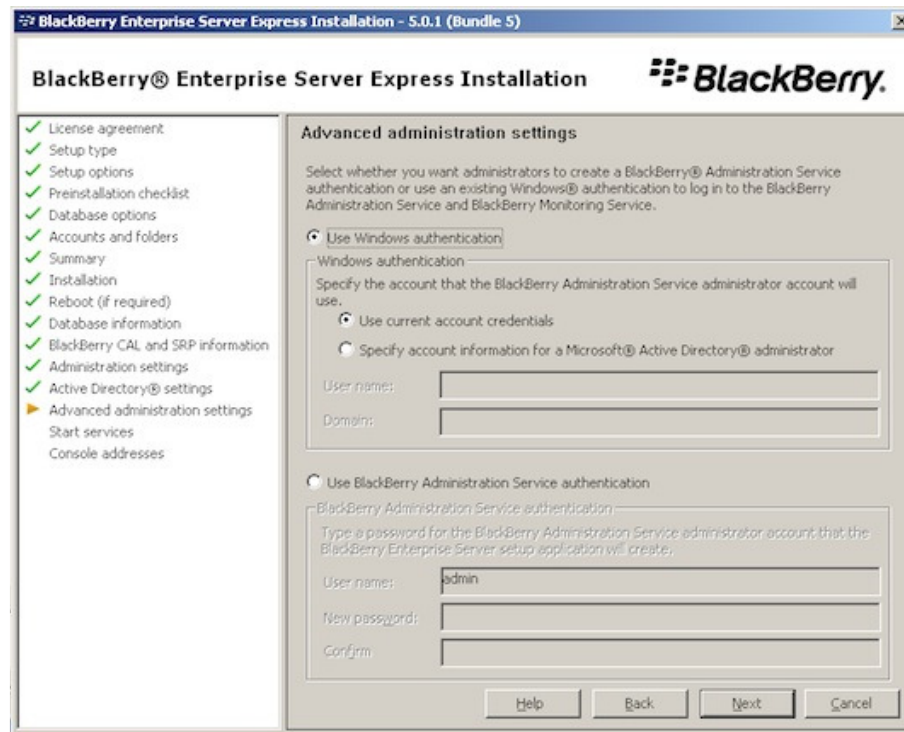 BlackBerry Enterprise Server Express Installation - 5.0.1 (Bundle 5)
BlackBerry® Enterprise Server Express Installation
BlackBerry.
License agreement
Setup type
Setup options
Preinstallation checklist
Database options
Accounts and folders
Summary
Installation
Reboot (if required)
Database information
BlackBerry CAL and SRP information
Administration settings
Active Directory® settings
Advanced administration settings
Start services
Console addresses
Advanced administration settings
Select whether you want administrators to create a BlackBerry® Administration Service
authentication or use an existing Windows® authentication to log in to the BlackBerry
Administration Service and BlackBerry Monitoring Service.
Use Windows authentication
Windows authentication
Specify the account that the BlackBerry Administration Service administrator account will
use.
Use current account credentials
Specify account information for a Microsoft® Active Directory® administrator
User name:
Domain:
Use BlackBerry Administration Service authentication
BlackBerry Administration Service authentication
Type a password for the BlackBerry Administration Service administrator account that the
BlackBerry Enterprise Server setup application will create.
User name:
admin
New password:
Confirm
Help
Back
Next
Cancel